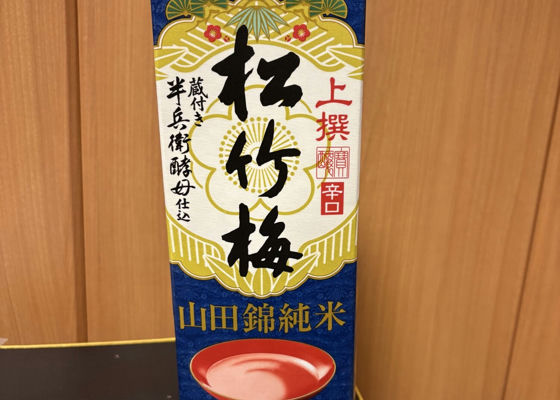 上撰
辛口
松竹梅
蔵付き
半兵衛酵母仕込
山田錦純米